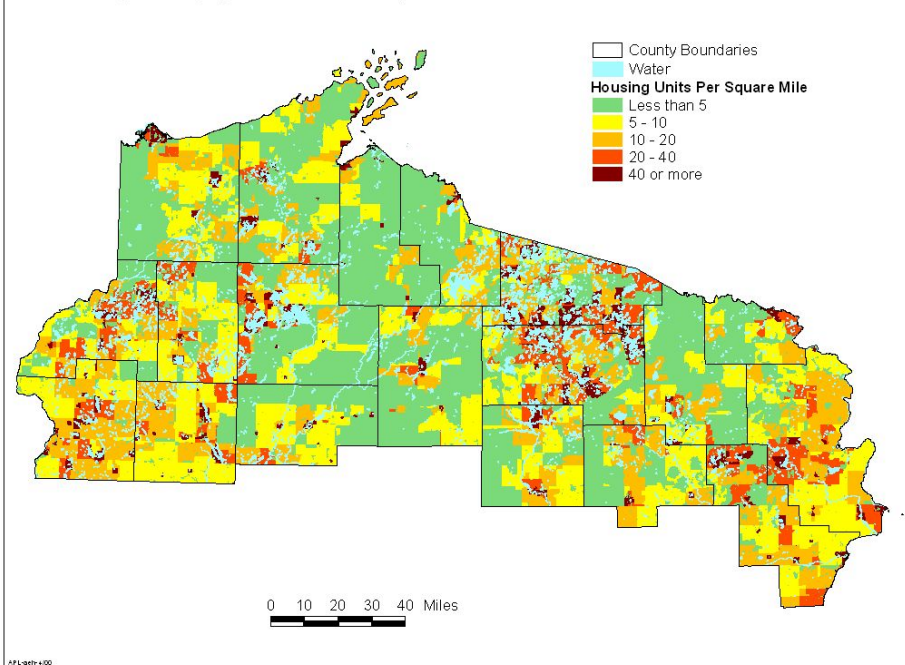 County Boundaries
Water
Housing Units Per Square Mile
Less than 5
5 - 10
10 - 20
20 - 40
40 or more
0 10 20 30 40 Miles